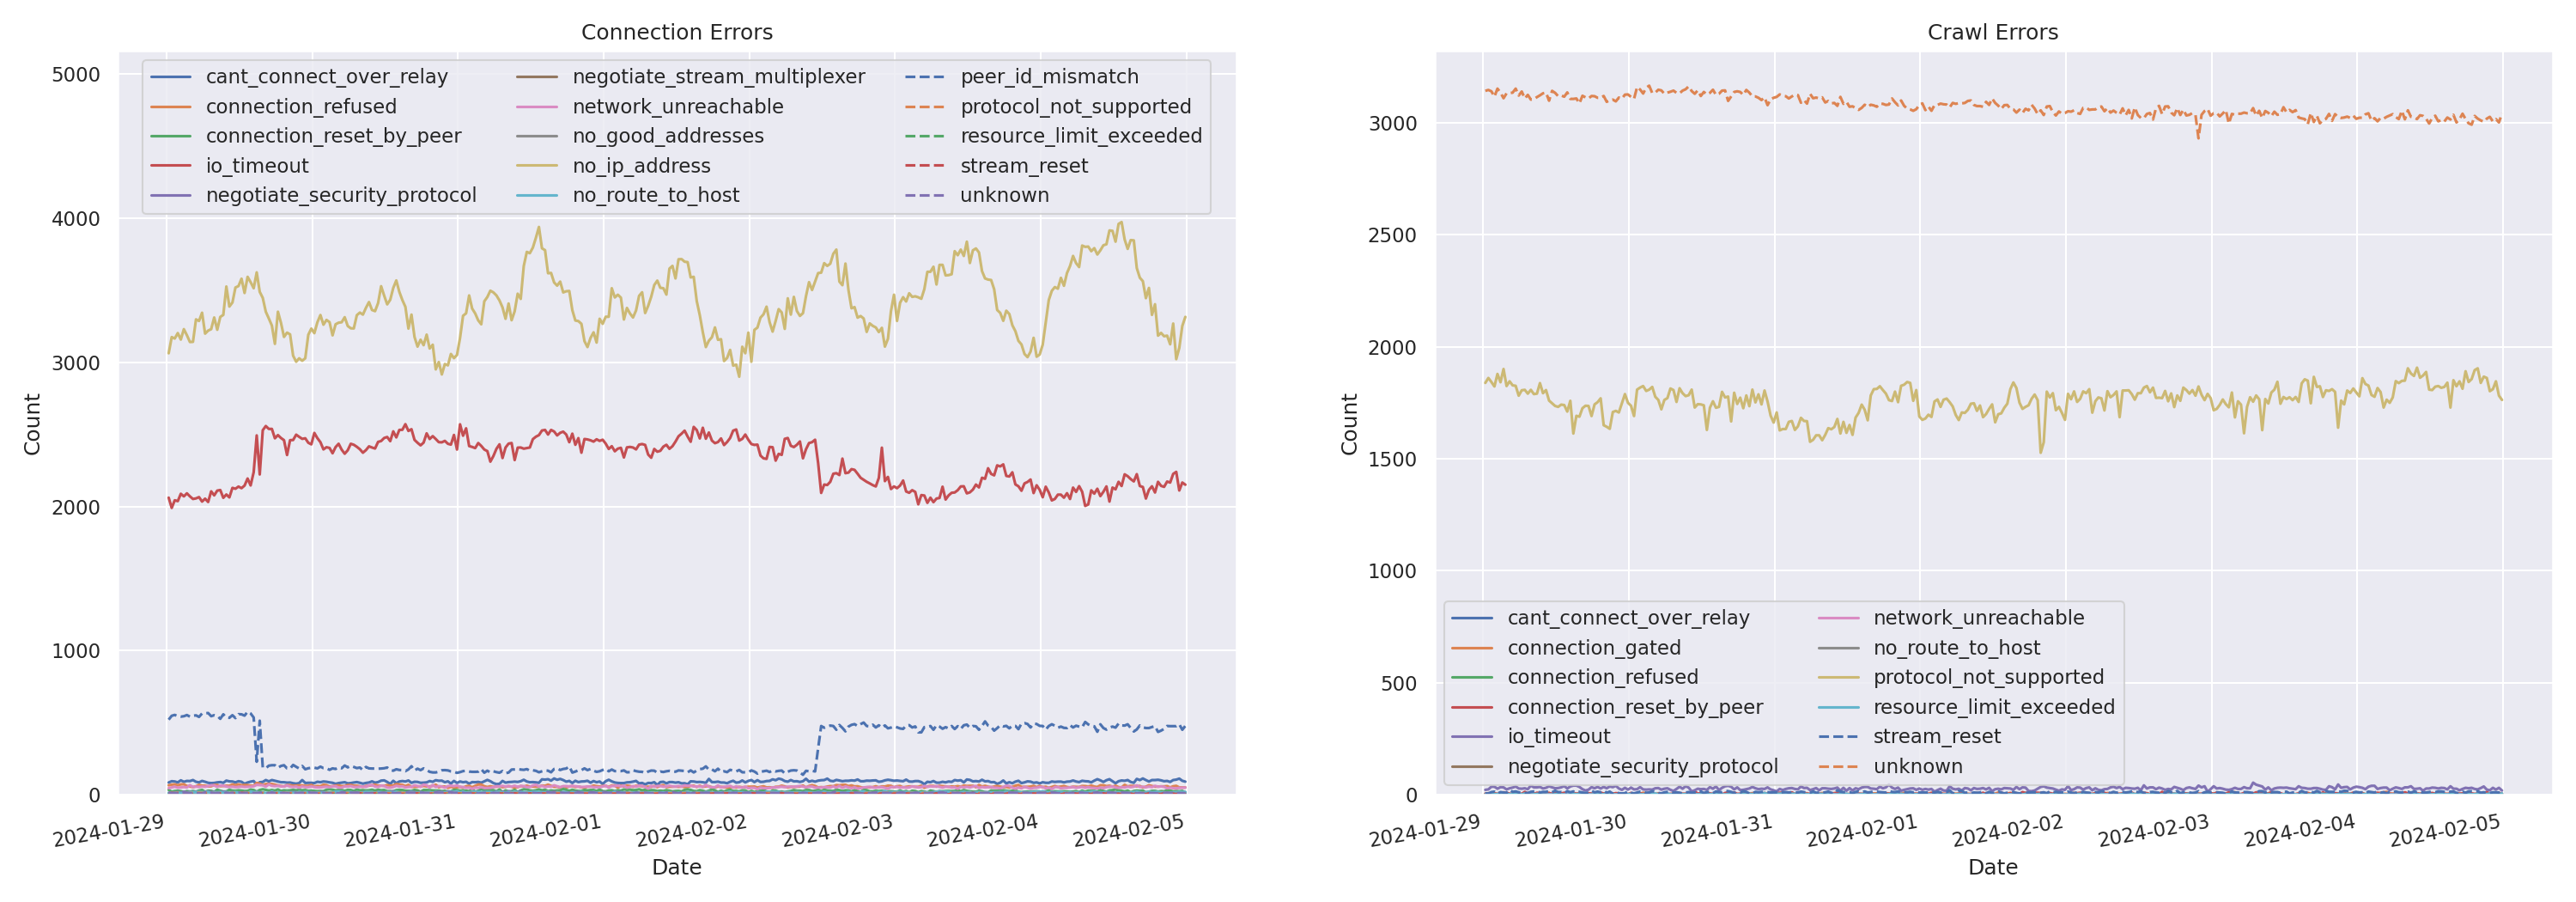 Connection Errors
5000
4000
3000
2000
1000
0
Count
cant_connect_over_relay
connection_refused
connection_reset_by_peer
io_timeout
negotiate_security_protocol
negotiate_stream_multiplexer
network_unreachable
no_good_addresses
no_ip_address
no_route_to_host
peer_id_mismatch
protocol_not_supported
resource_limit_exceeded
stream_reset
unknown
2024-01-29
2024-01-30
2024-01-31
2024-02-01
2024-02-02
2024-02-03
2024-02-04
2024-02-05
Date
Crawl Errors
3000
2500
2000
1500
1000
500
0
Count
cant_connect_over_relay
connection_gated
connection_refused
connection_reset_by_peer
io_timeout
negotiate_security_protocol
network_unreachable
no_route_to_host
protocol_not_supported
resource_limit_exceeded
stream_reset
unknown
2024-01-29
2024-01-30
2024-01-31
2024-02-01
2024-02-02
2024-02-03
2024-02-04
2024-02-05
Date